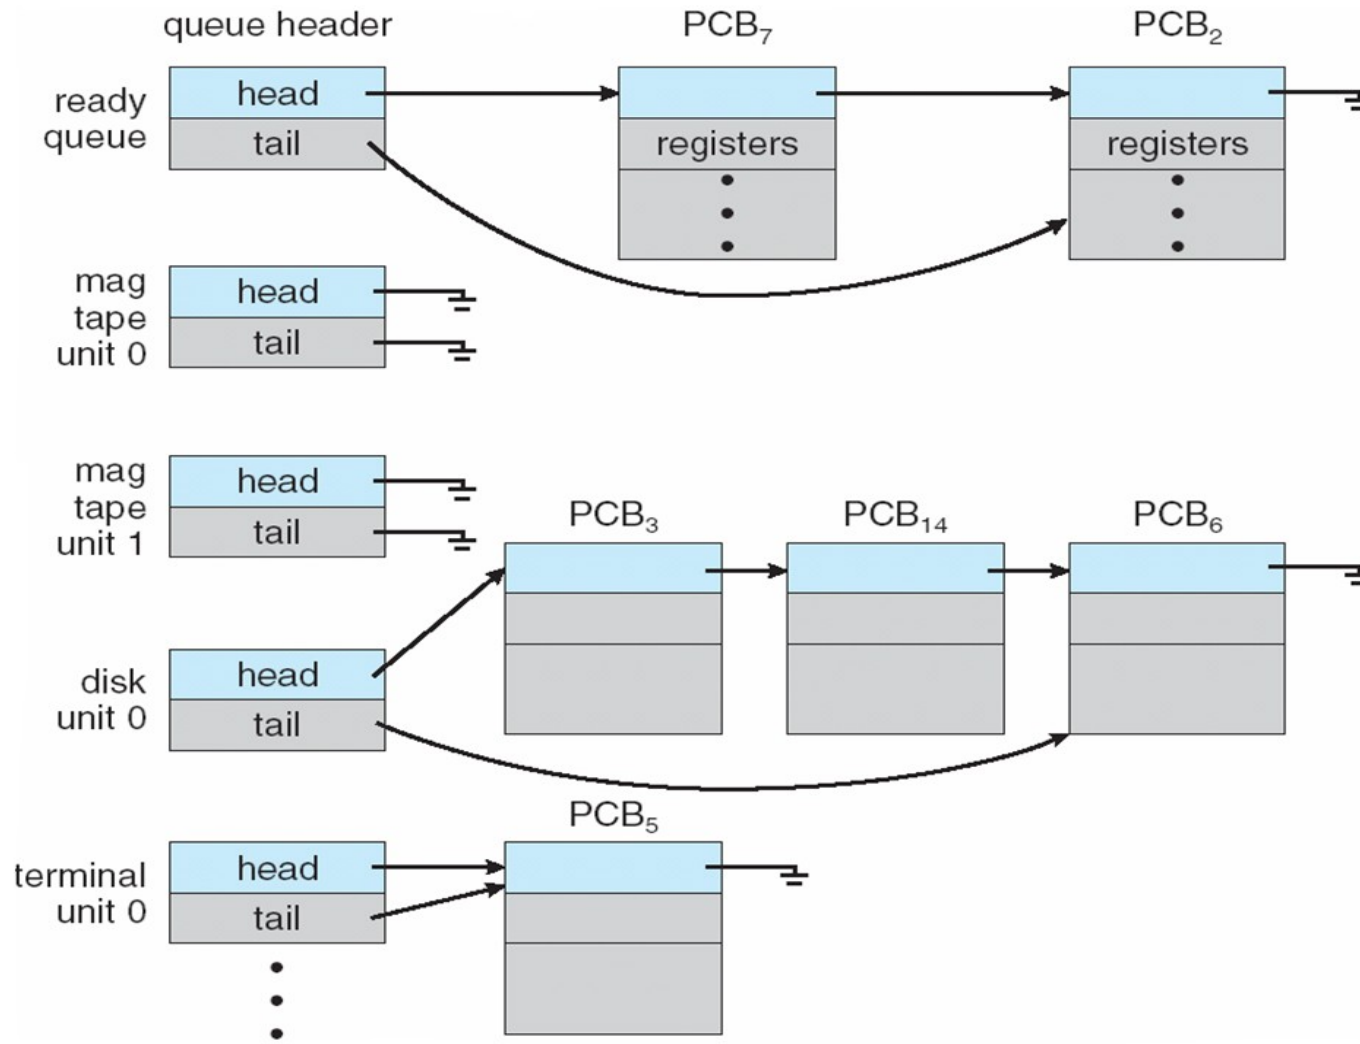 queue header
PCB₇
PCB₂
ready
queue
head
tail
registers
registers
mag
tape
unit 0
head
tail
mag
tape
unit 1
head
tail
PCB₃
PCB₁₄
PCB₆
disk
unit 0
head
tail
PCB₅
terminal
unit 0
head
tail